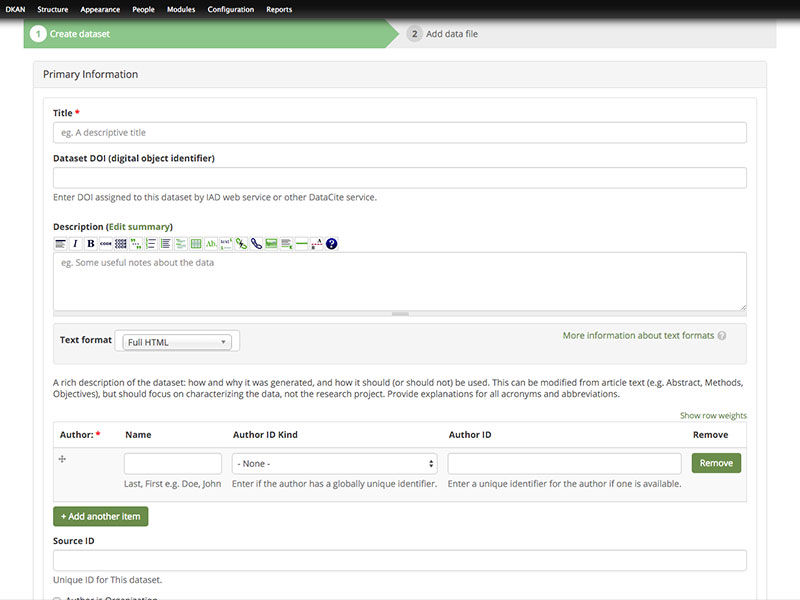 DKAN Structure Appearance People Modules Configuration Reports
1 Create dataset 2 Add data file
Primary Information
Title *
eg. A descriptive title
Dataset DOI (digital object identifier)
Enter DOI assigned to this dataset by IAD web service or other DataCite service.
Description (Edit summary)
eg. Some useful notes about the data
Text format Full HTML More information about text formats ?
A rich description of the dataset: how and why it was generated, and how it should (or should not) be used. This can be modified from article text (e.g. Abstract, Methods,
Objectives), but should focus on characterizing the data, not the research project. Provide explanations for all acronyms and abbreviations.
Show row weights
Author: * Name Author ID Kind Author ID Remove
- None - Remove
Last, First e.g. Doe, John Enter if the author has a globally unique identifier. Enter a unique identifier for the author if one is available.
+ Add another item
Source ID
Unique ID for This dataset.
Author is Organization